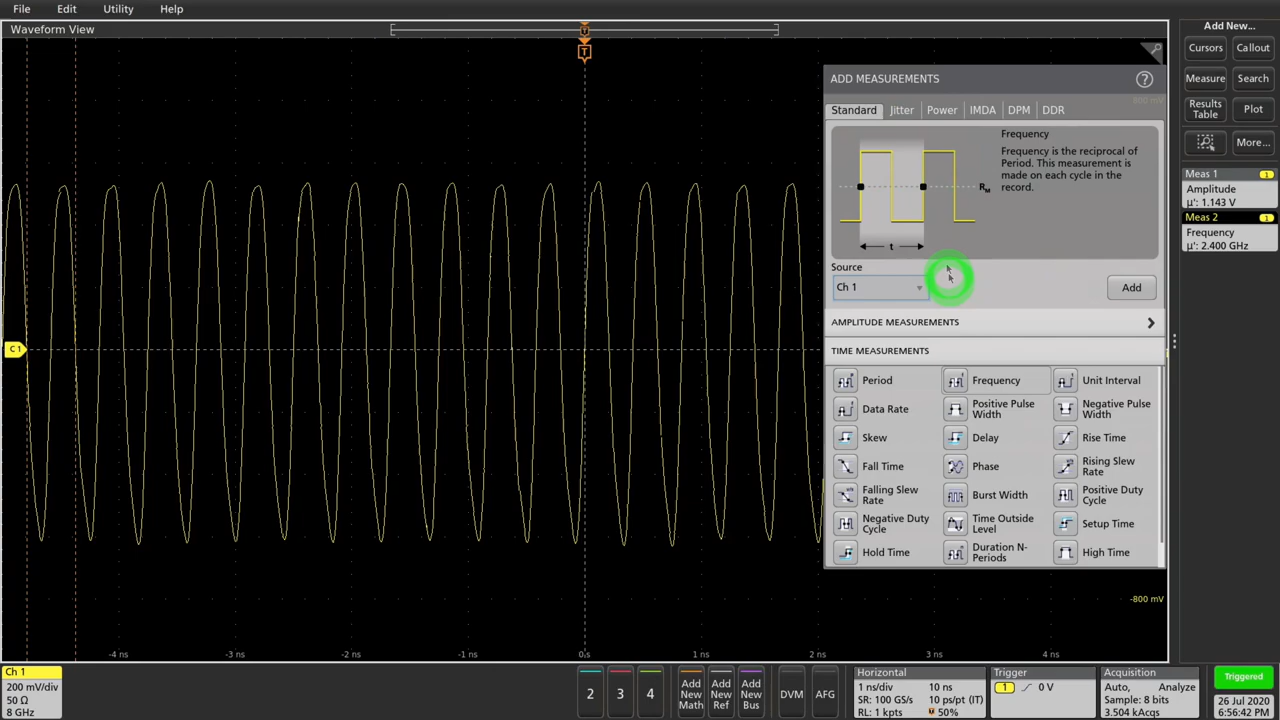 File Edit Utility Help
Waveform View
T
T
Add New...
Cursors Callout
Measure Search
Results Table Plot
More...
ADD MEASUREMENTS ?
Standard Jitter Power IMDA DPM DDR
Frequency
Frequency is the reciprocal of
Period. This measurement is
made on each cycle in the
record.
RM
t
Source
Ch 1
Add
AMPLITUDE MEASUREMENTS
TIME MEASUREMENTS
Period Frequency Unit Interval
Data Rate Positive Pulse Width Negative Pulse Width
Skew Delay Rise Time
Fall Time Phase Rising Slew Rate
Falling Slew Rate Burst Width Positive Duty Cycle
Negative Duty Cycle Time Outside Level Setup Time
Hold Time Duration N-Periods High Time
Meas 1 1
Amplitude
µ': 1.143 V
Meas 2 1
Frequency
µ': 2.400 GHz
C 1
800 mV
-800 mV
-4 ns -3 ns -2 ns -1 ns 0 s 1 ns 2 ns 3 ns 4 ns
Ch 1
200 mV/div
50 Ω
8 GHz
2 3 4
Add New Math
Add New Ref
Add New Bus
DVM AFG
Horizontal
1 ns/div 10 ns
SR: 100 GS/s 10 ps/pt (IT)
RL: 1 kpts T 50%
Trigger
1 0 V
Acquisition
Auto, Analyze
Sample: 8 bits
3.504 kAcqs
Triggered
26 Jul 2020
6:56:42 PM